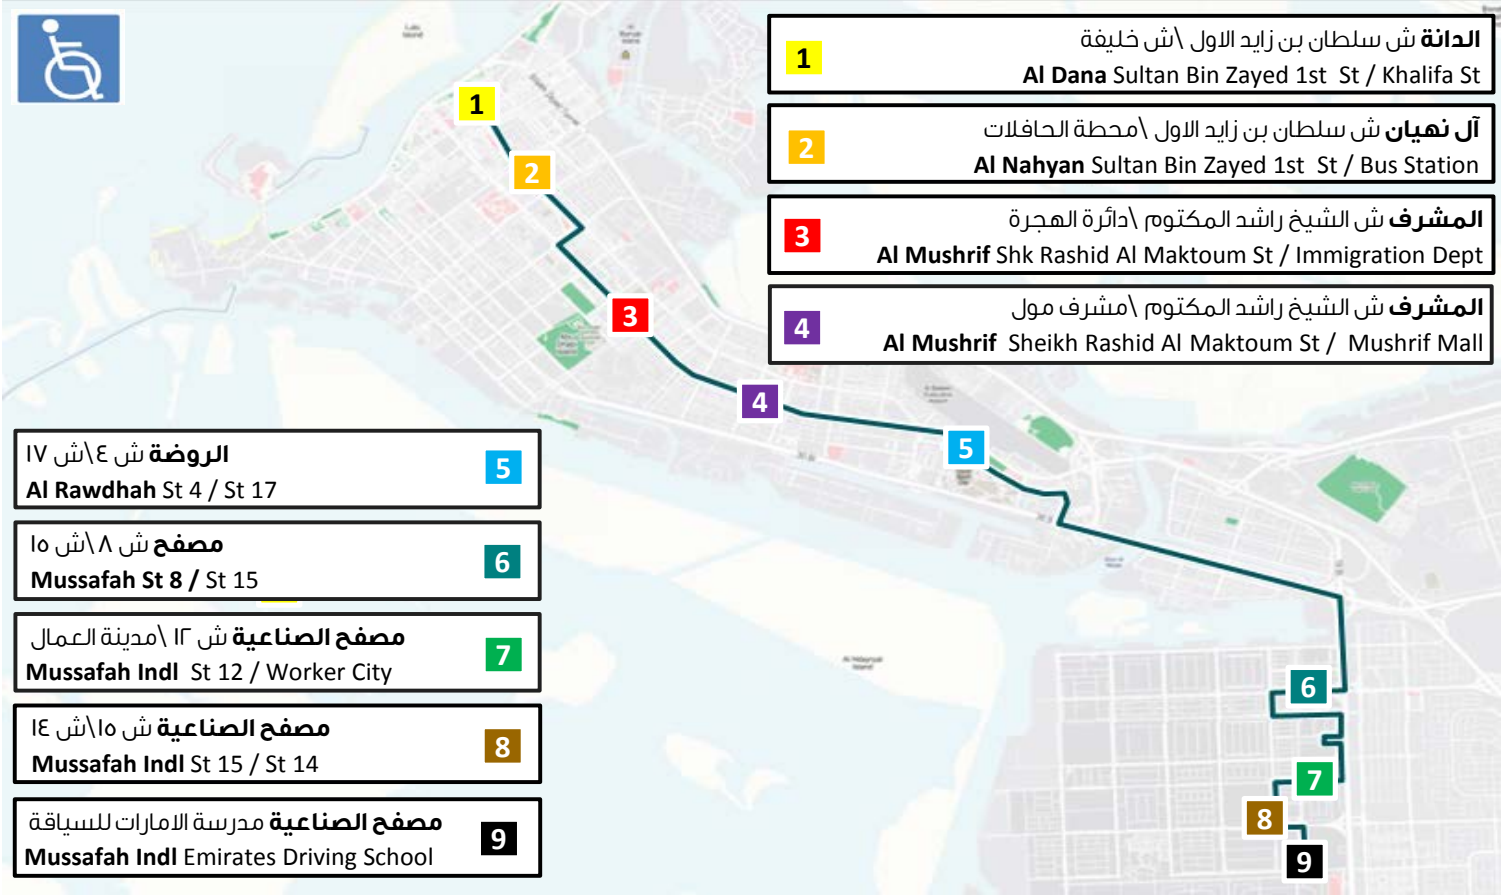 1
الدانة ش سلطان بن زايد الاول \ش خليفة
Al Dana Sultan Bin Zayed 1st St / Khalifa St
2
آل نهيان ش سلطان بن زايد الاول \محطة الحافلات
Al Nahyan Sultan Bin Zayed 1st St / Bus Station
3
المشرف ش الشيخ راشد المكتوم \دائرة الهجرة
Al Mushrif Shk Rashid Al Maktoum St / Immigration Dept
4
المشرف ش الشيخ راشد المكتوم \مشرف مول
Al Mushrif Sheikh Rashid Al Maktoum St / Mushrif Mall
5
الروضة ش ٤\ش ١٧
Al Rawdhah St 4 / St 17
6
مصفح ش ٨\ش ١٥
Mussafah St 8 / St 15
7
مصفح الصناعية ش ١٢ \مدينة العمال
Mussafah Indl St 12 / Worker City
8
مصفح الصناعية ش ١٥\ش ١٤
Mussafah Indl St 15 / St 14
9
مصفح الصناعية مدرسة الامارات للسياقة
Mussafah Indl Emirates Driving School
1
2
3
4
5
6
7
8
9